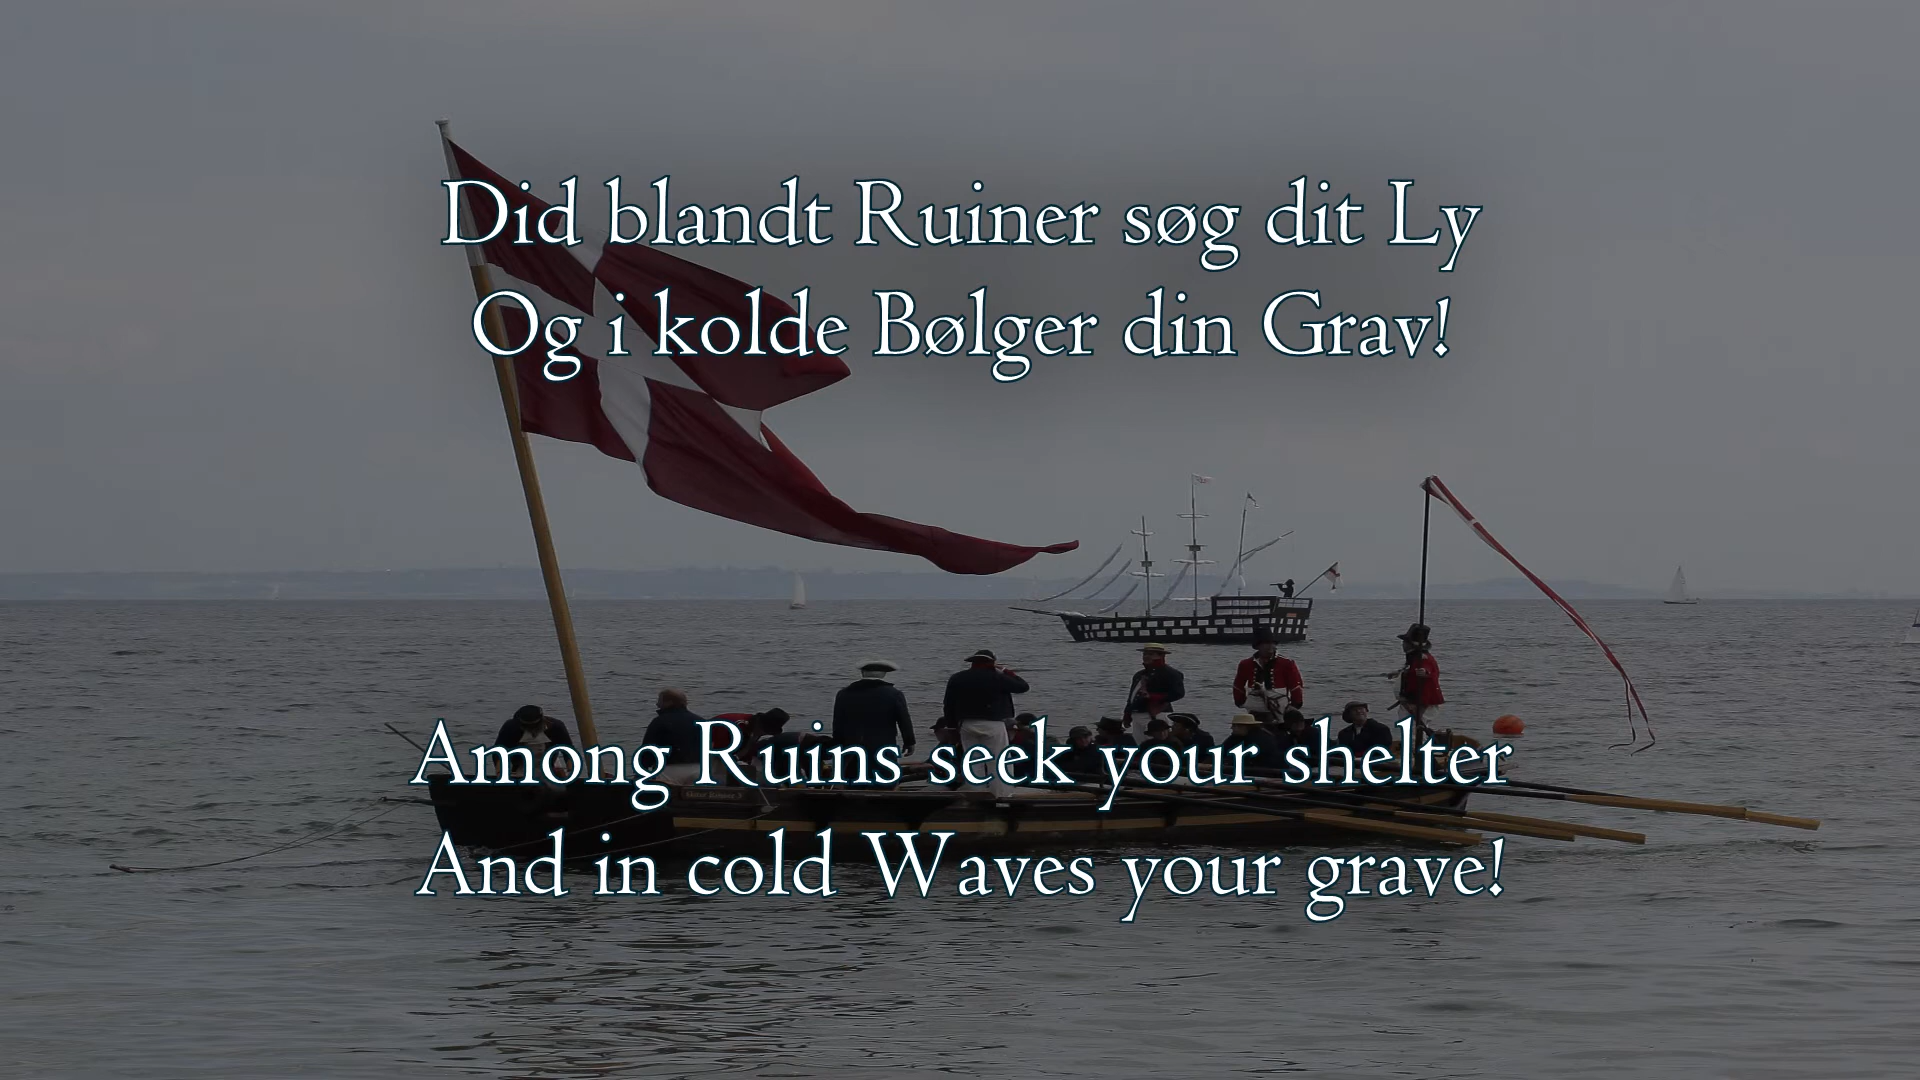 Did blandt Ruiner søg dit Ly
Og i kolde Bølger din Grav!
Among Ruins seek your shelter
And in cold Waves your grave!